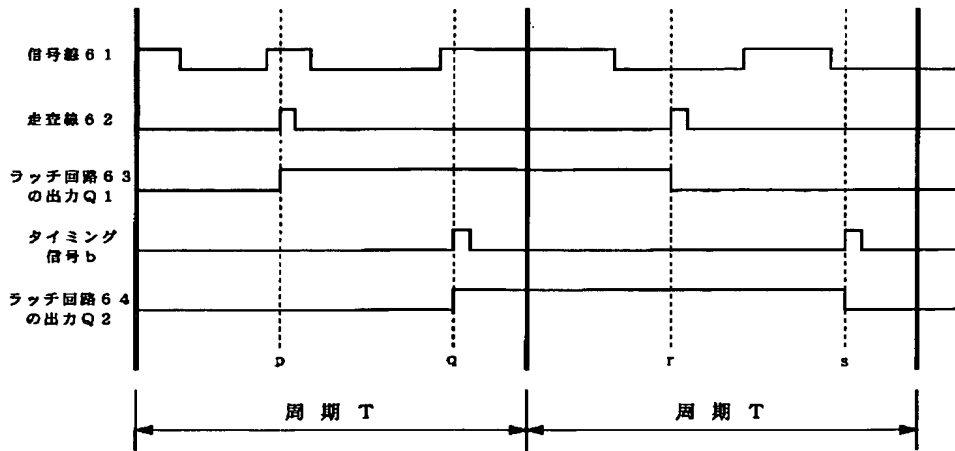 信号線６１
走査線６２
ラッチ回路６３
の出力Ｑ１
タイミング
信号ｂ
ラッチ回路６４
の出力Ｑ２
p
q
r
s
周期Ｔ
周期Ｔ